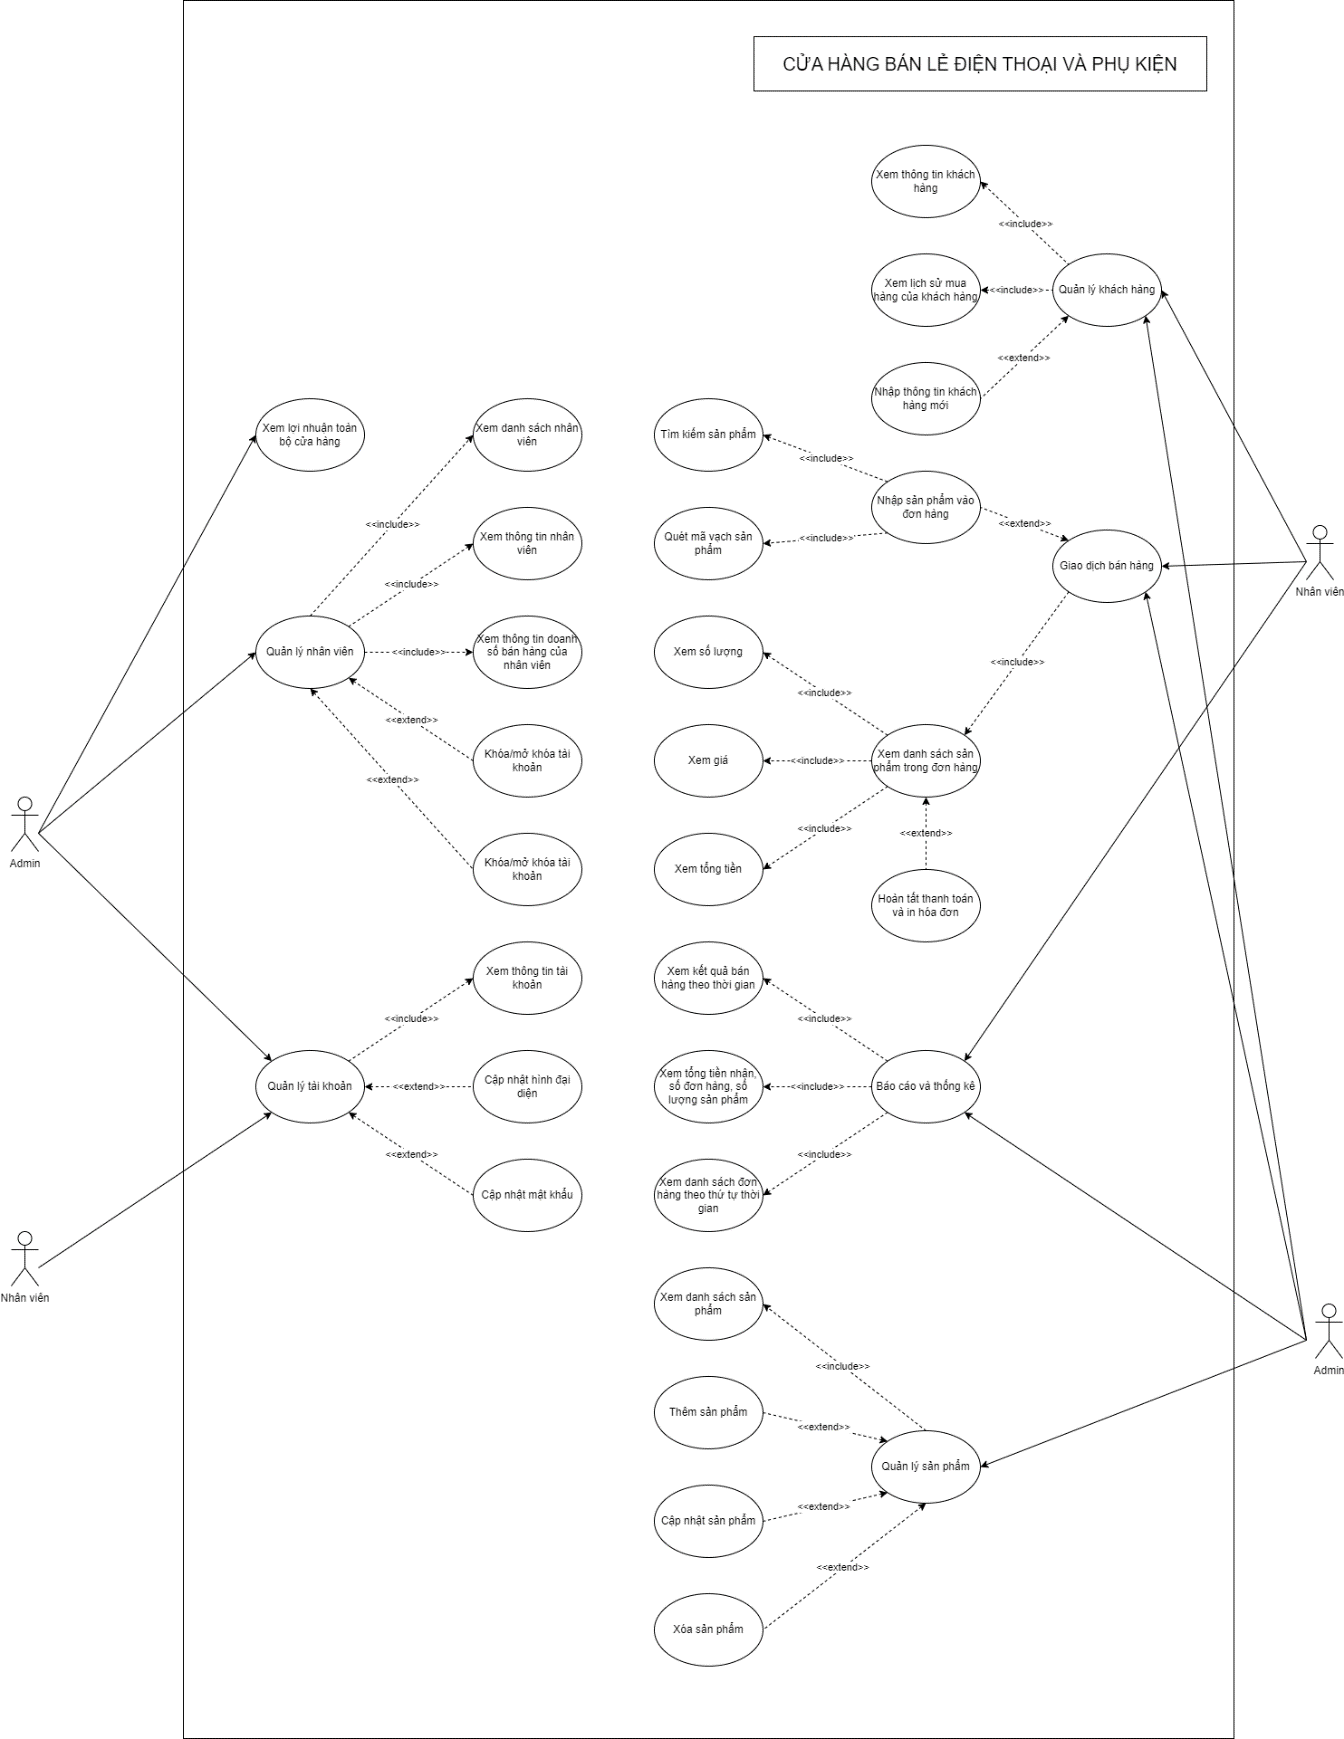 CỬA HÀNG BÁN LẺ ĐIỆN THOẠI VÀ PHỤ KIỆN
Xem thông tin khách
hàng
<<include>>
Xem lịch sử mua
hàng của khách hàng
<<include>>
Quản lý khách hàng
<<extend>>
Nhập thông tin khách
hàng mới
Xem lợi nhuận toàn
bộ cửa hàng
Xem danh sách nhân
viên
Tìm kiếm sản phẩm
<<include>>
Nhập sản phẩm vào
đơn hàng
<<include>>
<<extend>>
Xem thông tin nhân
viên
Quét mã vạch sản
phẩm
<<include>>
Giao dịch bán hàng
Nhân viên
<<include>>
Quản lý nhân viên
<<include>>
Xem thông tin doanh
số bán hàng của
nhân viên
Xem số lượng
<<include>>
<<include>>
<<extend>>
Khóa/mở khóa tài
khoản
Xem giá
<<include>>
Xem danh sách sản
phẩm trong đơn hàng
<<extend>>
<<include>>
<<extend>>
Admin
Khóa/mở khóa tài
khoản
Xem tổng tiền
Hoàn tất thanh toán
và in hóa đơn
Xem thông tin tài
khoản
Xem kết quả bán
hàng theo thời gian
<<include>>
<<include>>
Quản lý tài khoản
<<extend>>
Cập nhật hình đại
diện
Xem tổng tiền nhận,
số đơn hàng, số
lượng sản phẩm
<<include>>
Báo cáo và thống kê
<<extend>>
<<include>>
Cập nhật mật khẩu
Xem danh sách đơn
hàng theo thứ tự thời
gian
Nhân viên
Xem danh sách sản
phẩm
<<include>>
Admin
Thêm sản phẩm
<<extend>>
Quản lý sản phẩm
Cập nhật sản phẩm
<<extend>>
<<extend>>
Xóa sản phẩm